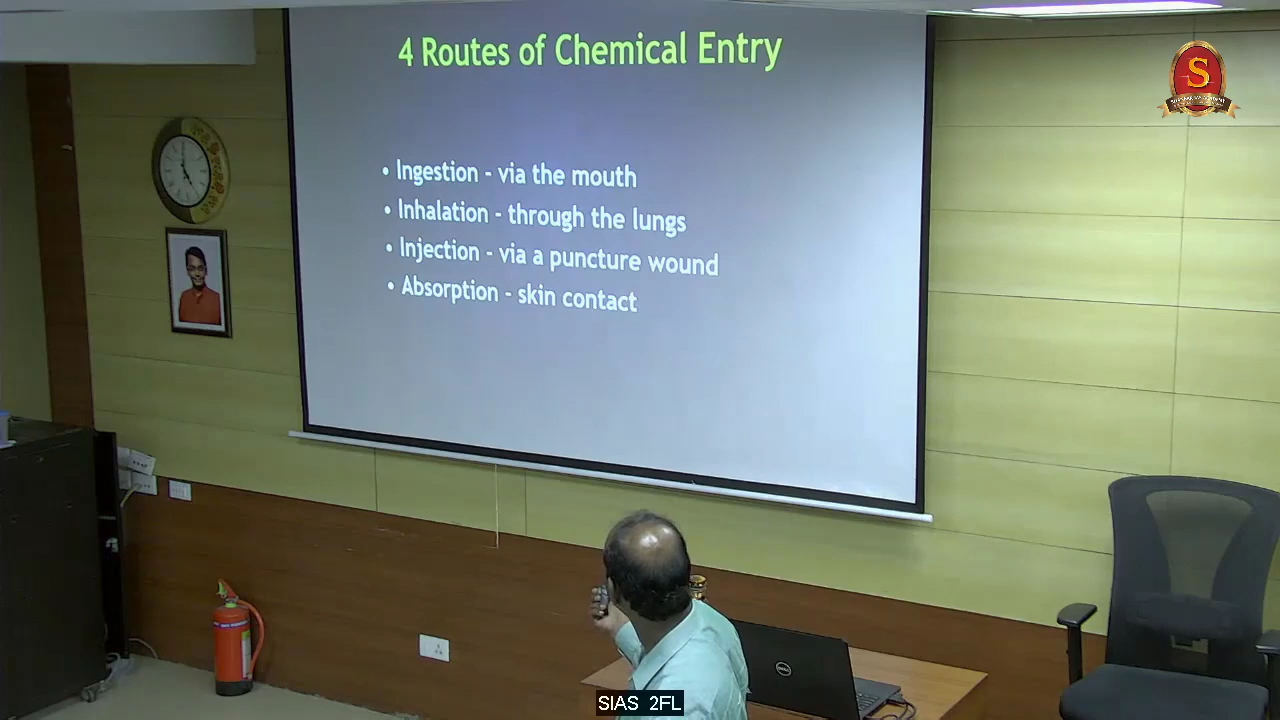 4 Routes of Chemical Entry
• Ingestion - via the mouth
• Inhalation - through the lungs
• Injection - via a puncture wound
• Absorption - skin contact
S
DELL
SIAS 2FL